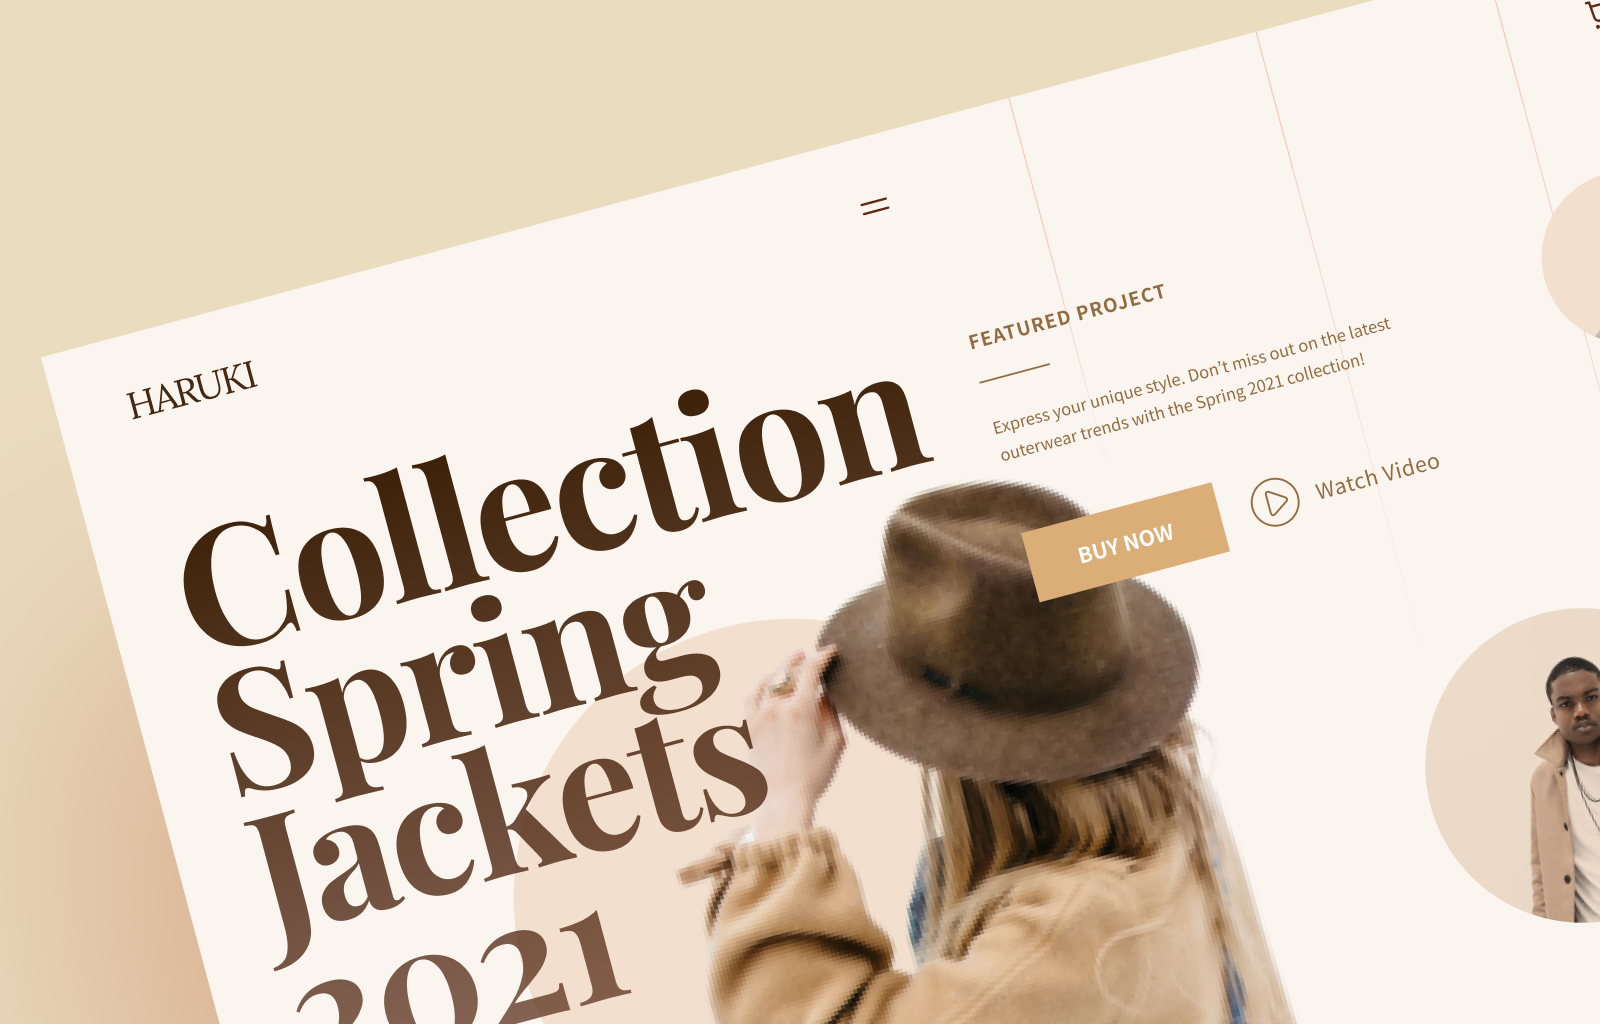 HARUKI
Collection
Spring
Jackets
2021
FEATURED PROJECT
Express your unique style. Don’t miss out on the latest
outerwear trends with the Spring 2021 collection!
BUY NOW
Watch Video